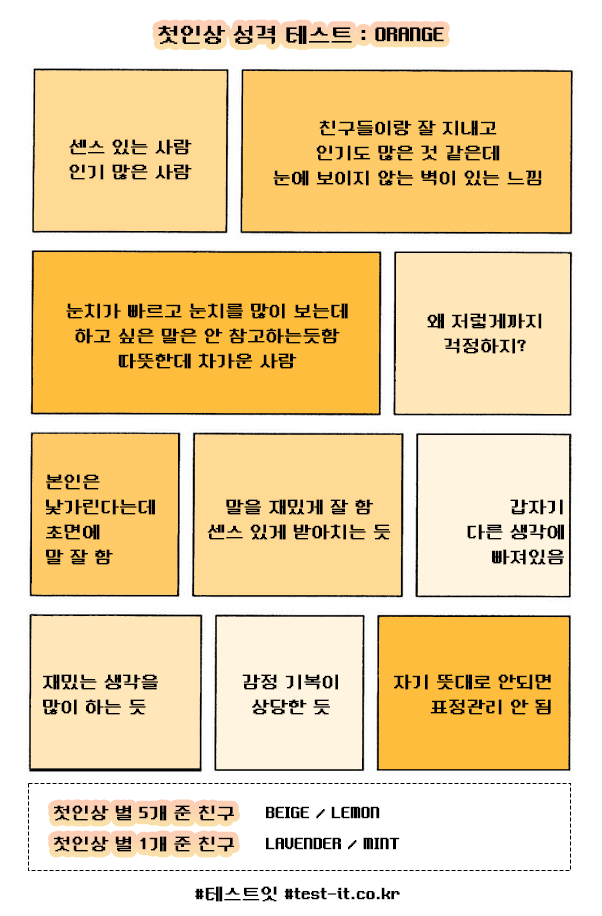 첫인상 성격 테스트 : ORANGE
센스 있는 사람
인기 많은 사람
친구들이랑 잘 지내고
인기도 많은 것 같은데
눈에 보이지 않는 벽이 있는 느낌
눈치가 빠르고 눈치를 많이 보는데
하고 싶은 말은 안 참고하는듯함
따뜻한데 차가운 사람
왜 저렇게까지
걱정하지?
본인은
낯가린다는데
초면에
말 잘 함
말을 재밌게 잘 함
센스 있게 받아치는 듯
갑자기
다른 생각에
빠져있음
재밌는 생각을
많이 하는 듯
감정 기복이
상당한 듯
자기 뜻대로 안되면
표정관리 안 됨
첫인상 별 5개 준 친구 BEIGE / LEMON
첫인상 별 1개 준 친구 LAVENDER / MINT
#테스트잇 #test-it.co.kr